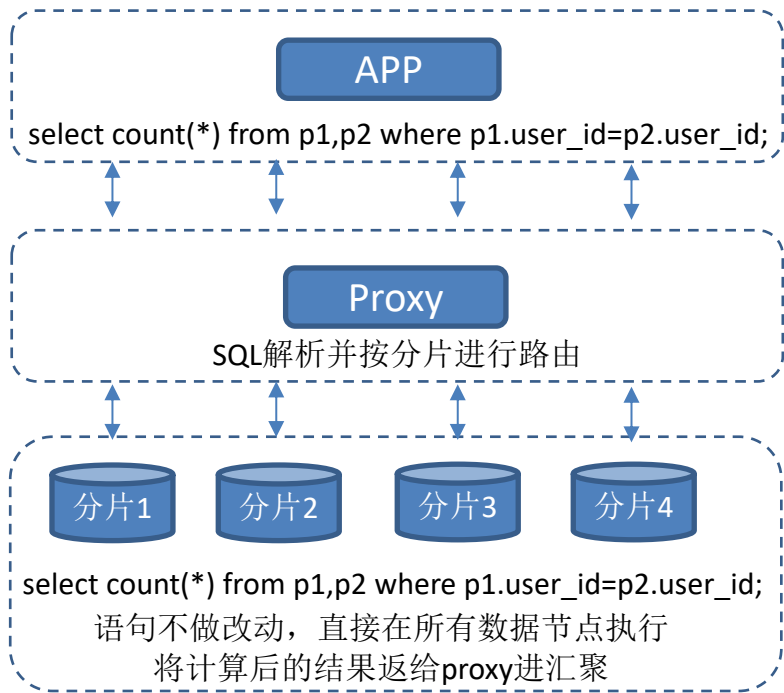 APP
select count(*) from p1,p2 where p1.user_id=p2.user_id;
Proxy
SQL解析并按分片进行路由
分片1 分片2 分片3 分片4
select count(*) from p1,p2 where p1.user_id=p2.user_id;
语句不做改动，直接在所有数据节点执行
将计算后的结果返给proxy进汇聚